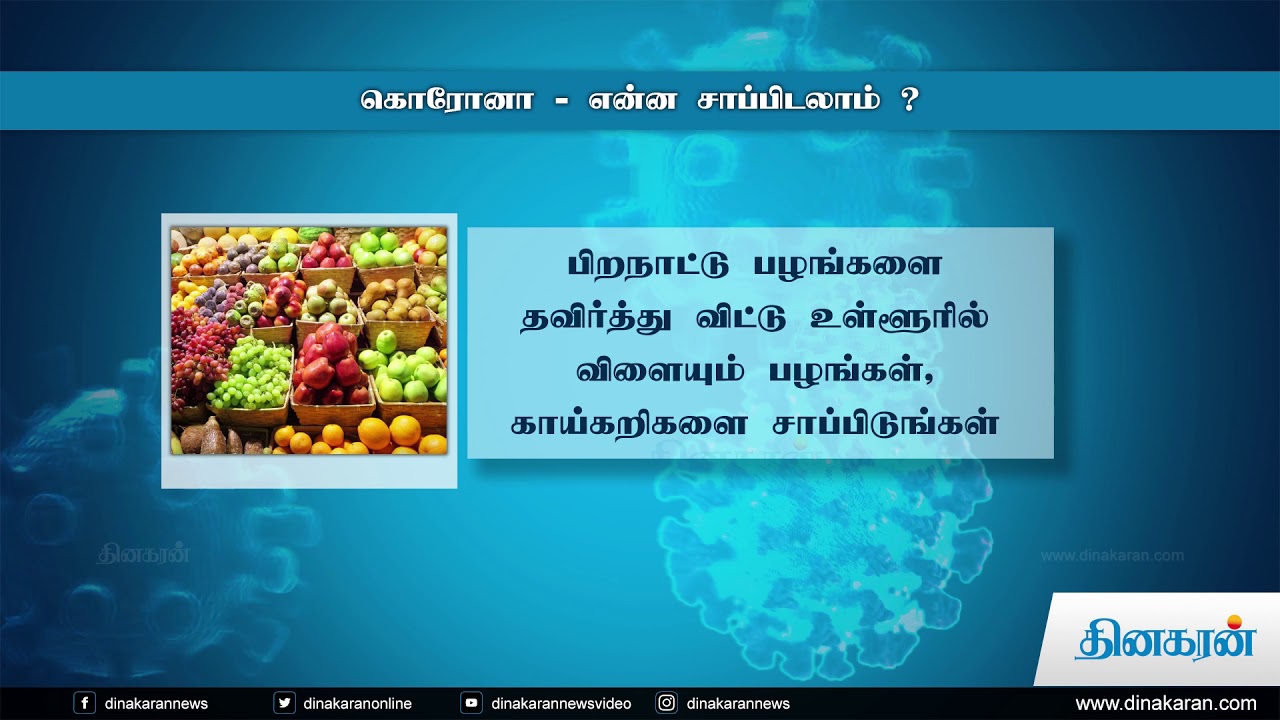 கொரோனா - என்ன சாப்பிடலாம் ?
பிறநாட்டு பழங்களை
தவிர்த்து விட்டு உள்ளூரில்
விளையும் பழங்கள்,
காய்கறிகளை சாப்பிடுங்கள்
தினகரன்
தினகரன்
www.dinakaran.com
தினகரன்
dinakarannews
dinakaranonline
dinakarannewsvideo
dinakarannews
www.dinakaran.com